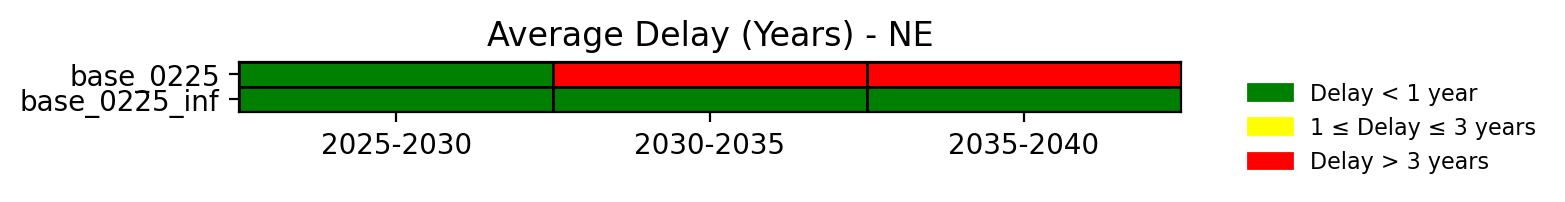 Average Delay (Years) - NE
base_0225
base_0225_inf
2025-2030 2030-2035 2035-2040
Delay < 1 year
1 ≤ Delay ≤ 3 years
Delay > 3 years